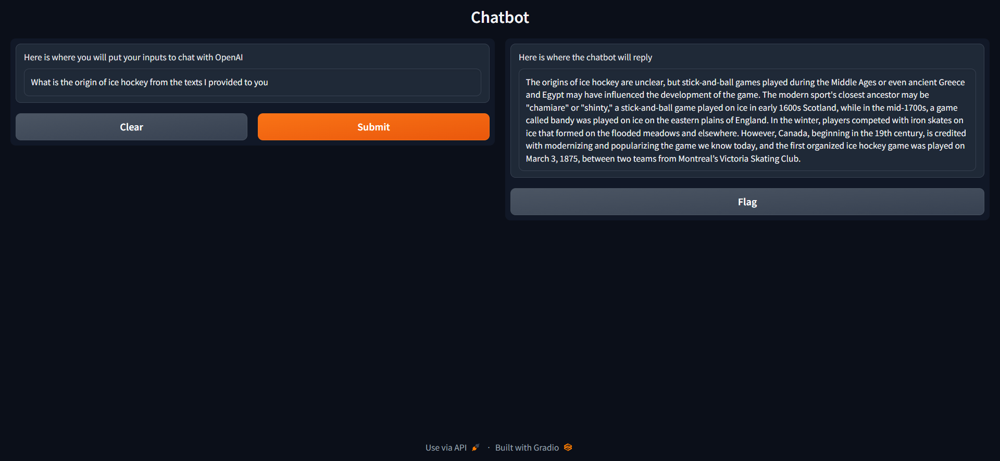 Chatbot
Here is where you will put your inputs to chat with OpenAI
What is the origin of ice hockey from the texts I provided to you
Clear
Submit
Here is where the chatbot will reply
The origins of ice hockey are unclear, but stick-and-ball games played during the Middle Ages or even ancient Greece
and Egypt may have influenced the development of the game. The modern sport's closest ancestor may be
"chamiare" or "shinty," a stick-and-ball game played on ice in early 1600s Scotland, while in the mid-1700s, a game
called bandy was played on ice on the eastern plains of England. In the winter, players competed with iron skates on
ice that formed on the flooded meadows and elsewhere. However, Canada, beginning in the 19th century, is credited
with modernizing and popularizing the game we know today, and the first organized ice hockey game was played on
March 3, 1875, between two teams from Montreal’s Victoria Skating Club.
Flag
Use via API · Built with Gradio